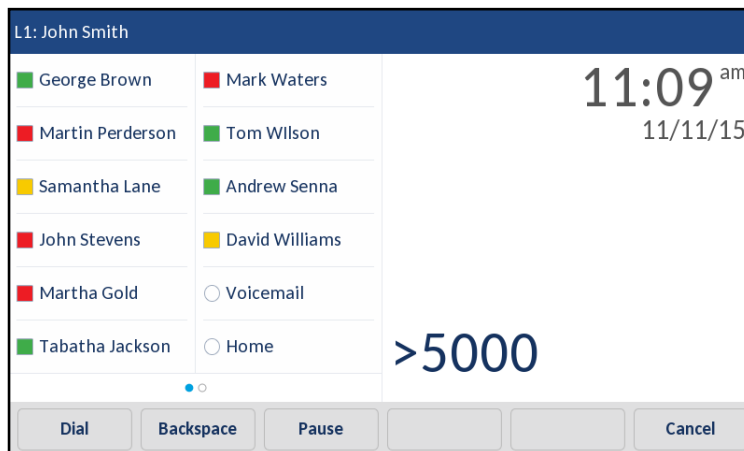 L1: John Smith
George Brown
Mark Waters
Martin Perderson
Tom WIlson
Samantha Lane
Andrew Senna
John Stevens
David Williams
Martha Gold
Voicemail
Tabatha Jackson
Home
11:09 am
11/11/15
>5000
Dial
Backspace
Pause
Cancel